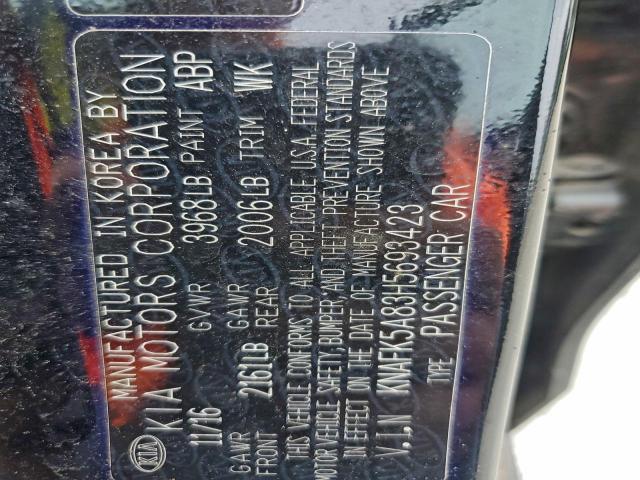 MANUFACTURED IN KOREA BY
KIA KIA MOTORS CORPORATION
11/16 GVWR 3968LB PAINT ABP
GAWR FRONT 2161LB GAWR REAR 2006LB TRIM WK
THIS VEHICLE CONFORMS TO ALL APPLICABLE U.S.A. FEDERAL
MOTOR VEHICLE SAFETY, BUMPER, AND THEFT PREVENTION STANDARDS
IN EFFECT ON THE DATE OF MANUFACTURE SHOWN ABOVE
V.I.N KNAFK5A83H5693423
TYPE PASSENGER CAR